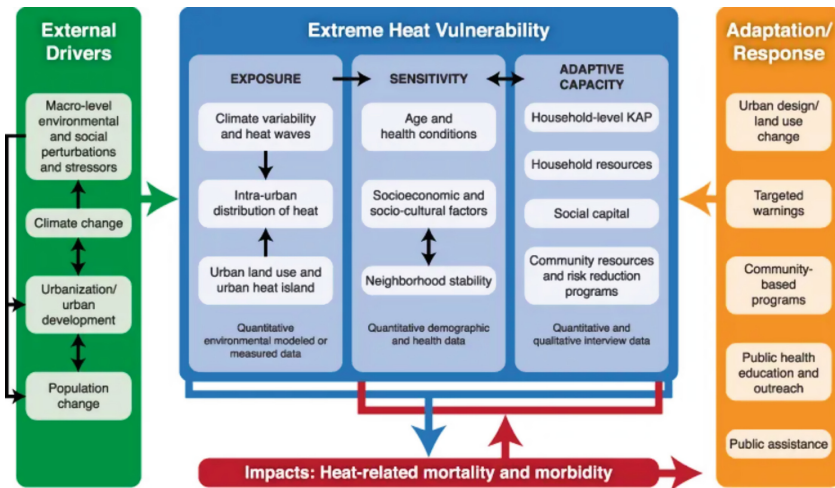 External
Drivers
Macro-level
environmental
and social
perturbations
and stressors
Climate change
Urbanization/
urban
development
Population
change
Extreme Heat Vulnerability
EXPOSURE
Climate variability
and heat waves
Intra-urban
distribution of heat
Urban land use and
urban heat island
Quantitative
environmental modeled or
measured data
SENSITIVITY
Age and
health conditions
Socioeconomic and
socio-cultural factors
Neighborhood stability
Quantitative demographic
and health data
ADAPTIVE
CAPACITY
Household-level KAP
Household resources
Social capital
Community resources
and risk reduction
programs
Quantitative and
qualitative interview data
Impacts: Heat-related mortality and morbidity
Adaptation/
Response
Urban design/
land use
change
Targeted
warnings
Community-
based
programs
Public health
education and
outreach
Public assistance